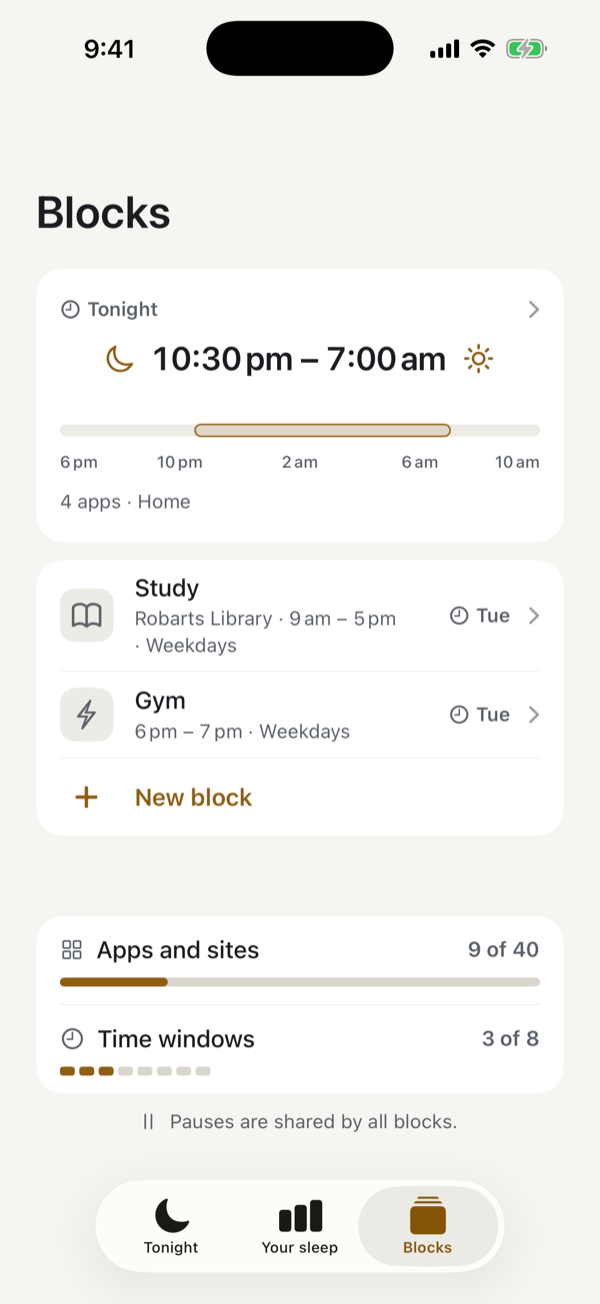 9:41
Blocks
Tonight
10:30 pm – 7:00 am
6 pm 10 pm 2 am 6 am 10 am
4 apps · Home
Study
Robarts Library · 9 am – 5 pm
· Weekdays
Tue
Gym
6 pm – 7 pm · Weekdays
Tue
New block
Apps and sites 9 of 40
Time windows 3 of 8
Pauses are shared by all blocks.
Tonight Your sleep Blocks